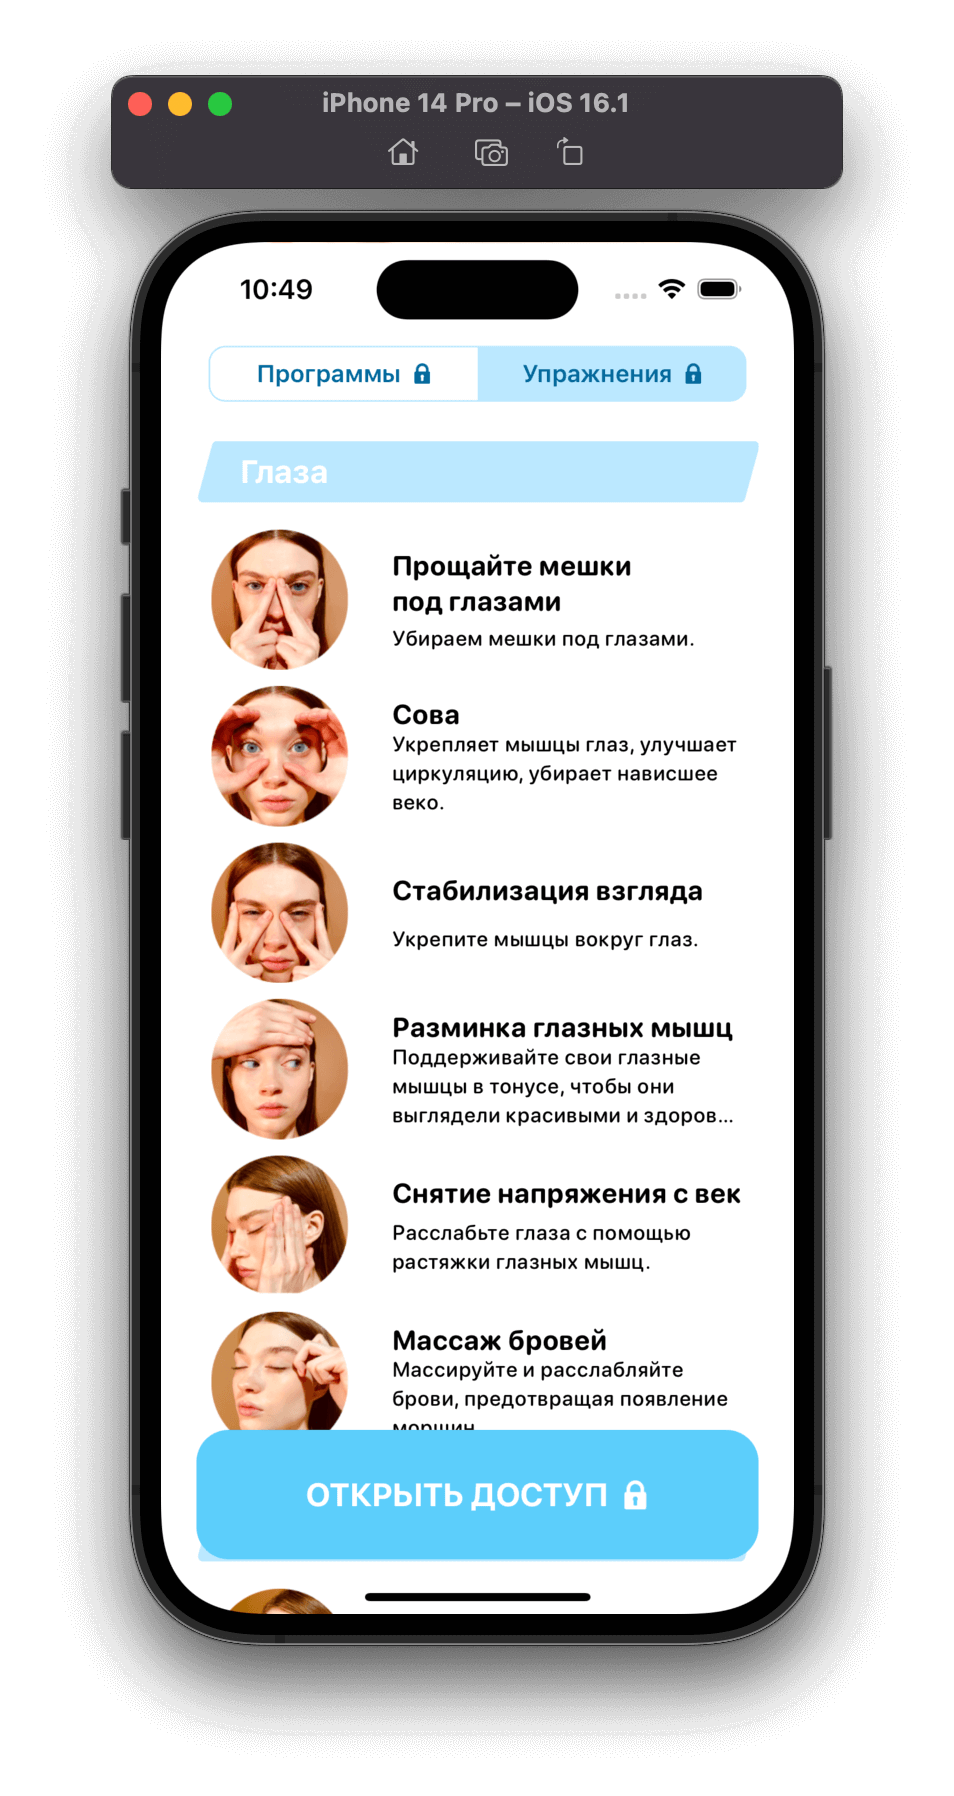 iPhone 14 Pro – iOS 16.1
10:49
Программы
Упражнения
Глаза
Прощайте мешки
под глазами
Убираем мешки под глазами.
Сова
Укрепляет мышцы глаз, улучшает
циркуляцию, убирает нависшее
веко.
Стабилизация взгляда
Укрепите мышцы вокруг глаз.
Разминка глазных мышц
Поддерживайте свои глазные
мышцы в тонусе, чтобы они
выглядели красивыми и здоров...
Снятие напряжения с век
Расслабьте глаза с помощью
растяжки глазных мышц.
Массаж бровей
Массируйте и расслабляйте
брови, предотвращая появление
морщин
ОТКРЫТЬ ДОСТУП